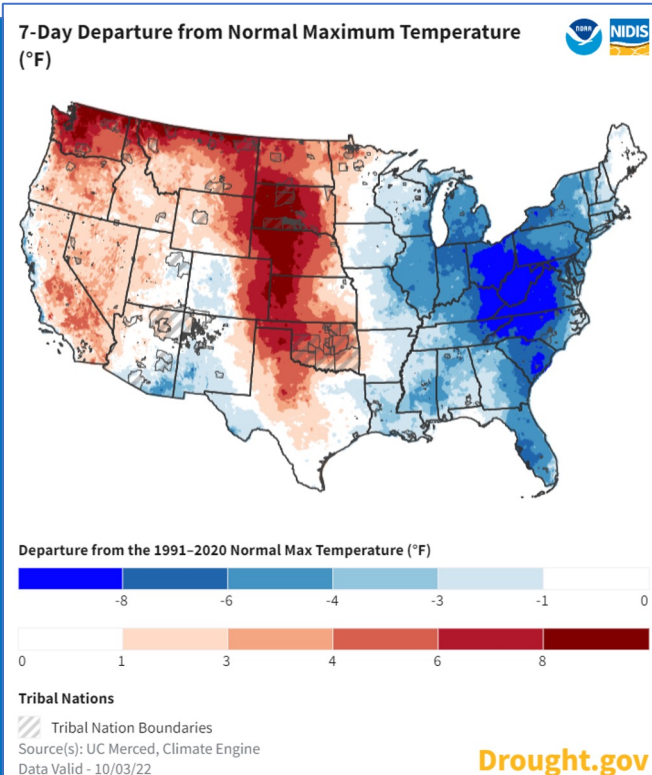 7-Day Departure from Normal Maximum Temperature
(°F)
NOAA
NIDIS
Departure from the 1991–2020 Normal Max Temperature (°F)
-8 -6 -4 -3 -1 0
0 1 3 4 6 8
Tribal Nations
Tribal Nation Boundaries
Source(s): UC Merced, Climate Engine
Data Valid - 10/03/22
Drought.gov